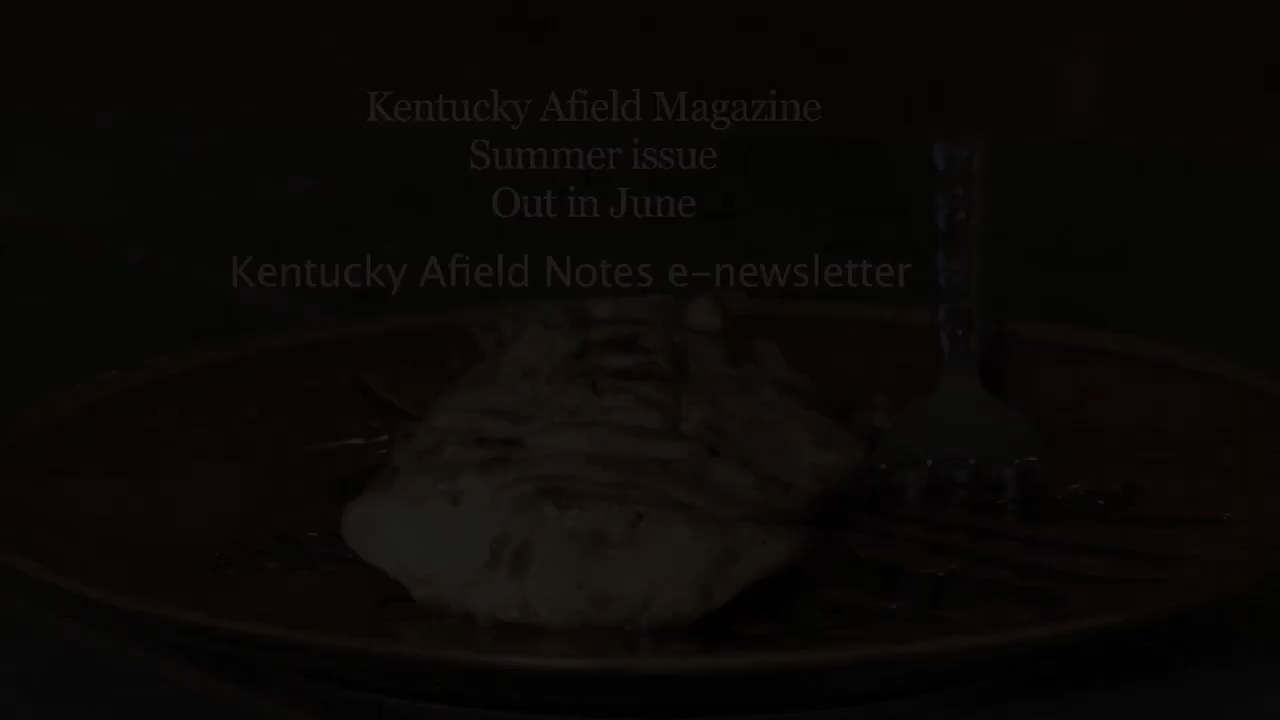 Kentucky Afield Magazine
Summer issue
Out in June
Kentucky Afield Notes e-newsletter